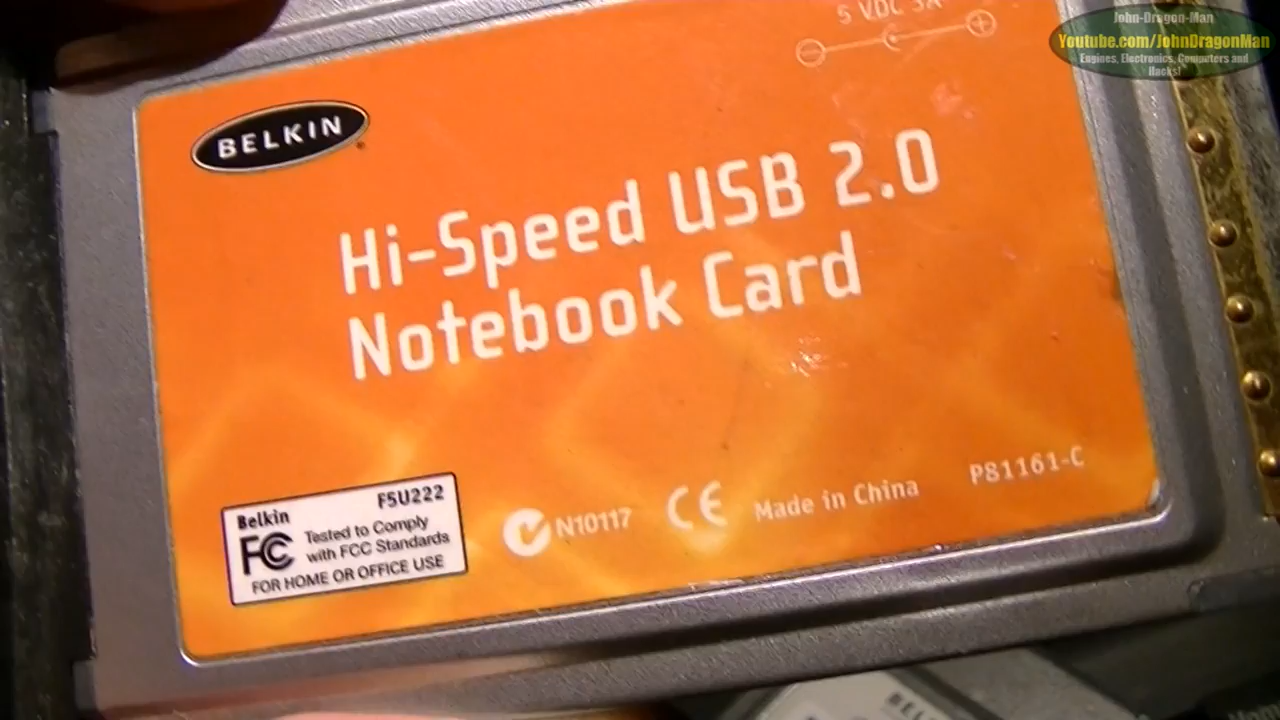 5 VDC 3A
John-Dragon-Man
Youtube.com/JohnDragonMan
Engines, Electronics, Computers and
Hacks!
BELKIN
Hi-Speed USB 2.0
Notebook Card
P81161-C
Belkin F5U222
FC Tested to Comply
with FCC Standards
FOR HOME OR OFFICE USE
N10117 CE Made in China